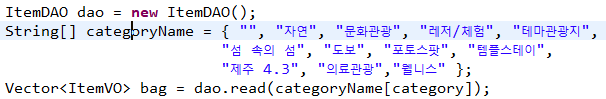 ItemDAO dao = new ItemDAO();
String[] categoryName = { "", "자연", "문화관광", "레저/체험", "테마관광지",
"섬 속의 섬", "도보", "포토스팟", "템플스테이",
"제주 4.3", "의료관광","웰니스" };
Vector<ItemVO> bag = dao.read(categoryName[category]);